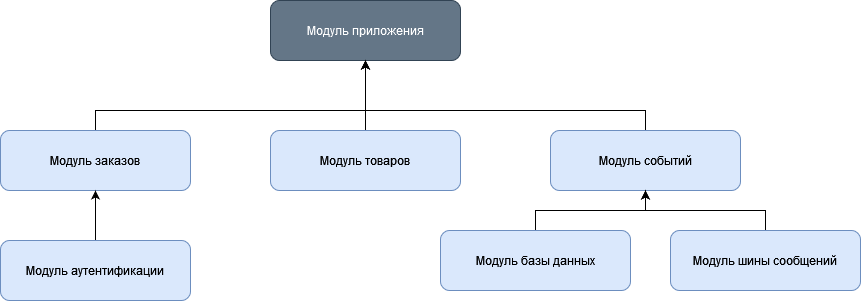 Модуль приложения
Модуль заказов
Модуль товаров
Модуль событий
Модуль аутентификации
Модуль базы данных
Модуль шины сообщений